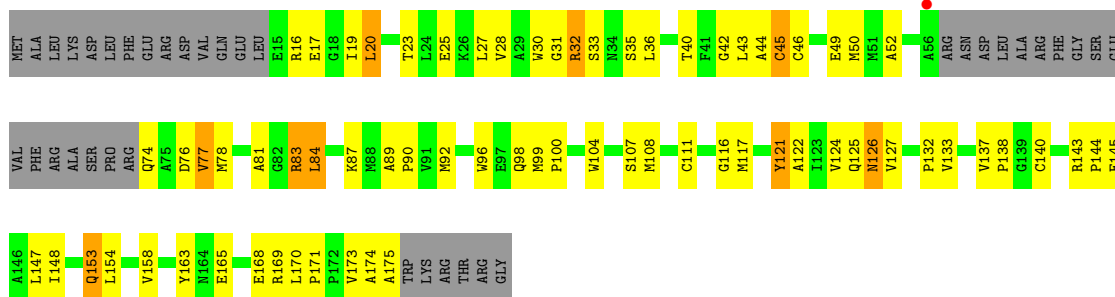 MET ALA LEU LYS ASP LEU PHE GLU ARG ASP VAL GLN GLU LEU E15 R16 E17 G18 I19 L20 T23 L24 E25 K26 L27 V28 A29 W30 G31 R32 S33 N34 S35 L36 T40 F41 G42 L43 A44 C45 C46 E49 M50 M51 A52 A56 ARG ASN ASP LEU ALA ARG PHE GLY SER GLU
VAL PHE ARG ALA SER PRO ARG Q74 A75 D76 V77 M78 A81 G82 R83 L84 K87 M88 A89 P90 V91 M92 W96 E97 Q98 M99 P100 W104 S107 M108 C111 G116 M117 Y121 A122 I123 V124 Q125 N126 V127 P132 V133 V137 P138 G139 C140 R143 P144 E145
A146 L147 I148 Q153 L154 V158 Y163 N164 E165 E168 R169 L170 P171 P172 V173 A174 A175 TRP LYS ARG THR ARG GLY